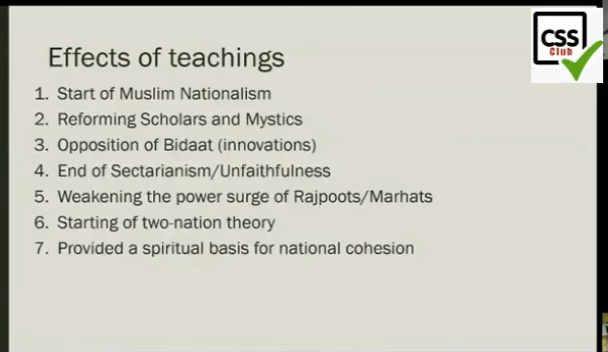 CSS
Club
Effects of teachings
1. Start of Muslim Nationalism
2. Reforming Scholars and Mystics
3. Opposition of Bidaat (innovations)
4. End of Sectarianism/Unfaithfulness
5. Weakening the power surge of Rajpoots/Marhats
6. Starting of two-nation theory
7. Provided a spiritual basis for national cohesion